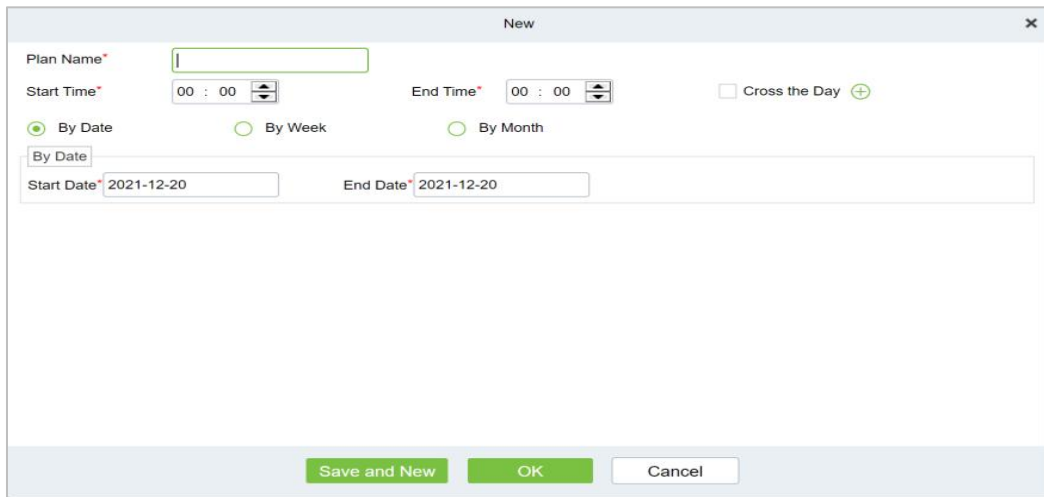 New
Plan Name*
Start Time* 00 : 00 End Time* 00 : 00 Cross the Day
By Date By Week By Month
By Date
Start Date* 2021-12-20 End Date* 2021-12-20
Save and New OK Cancel